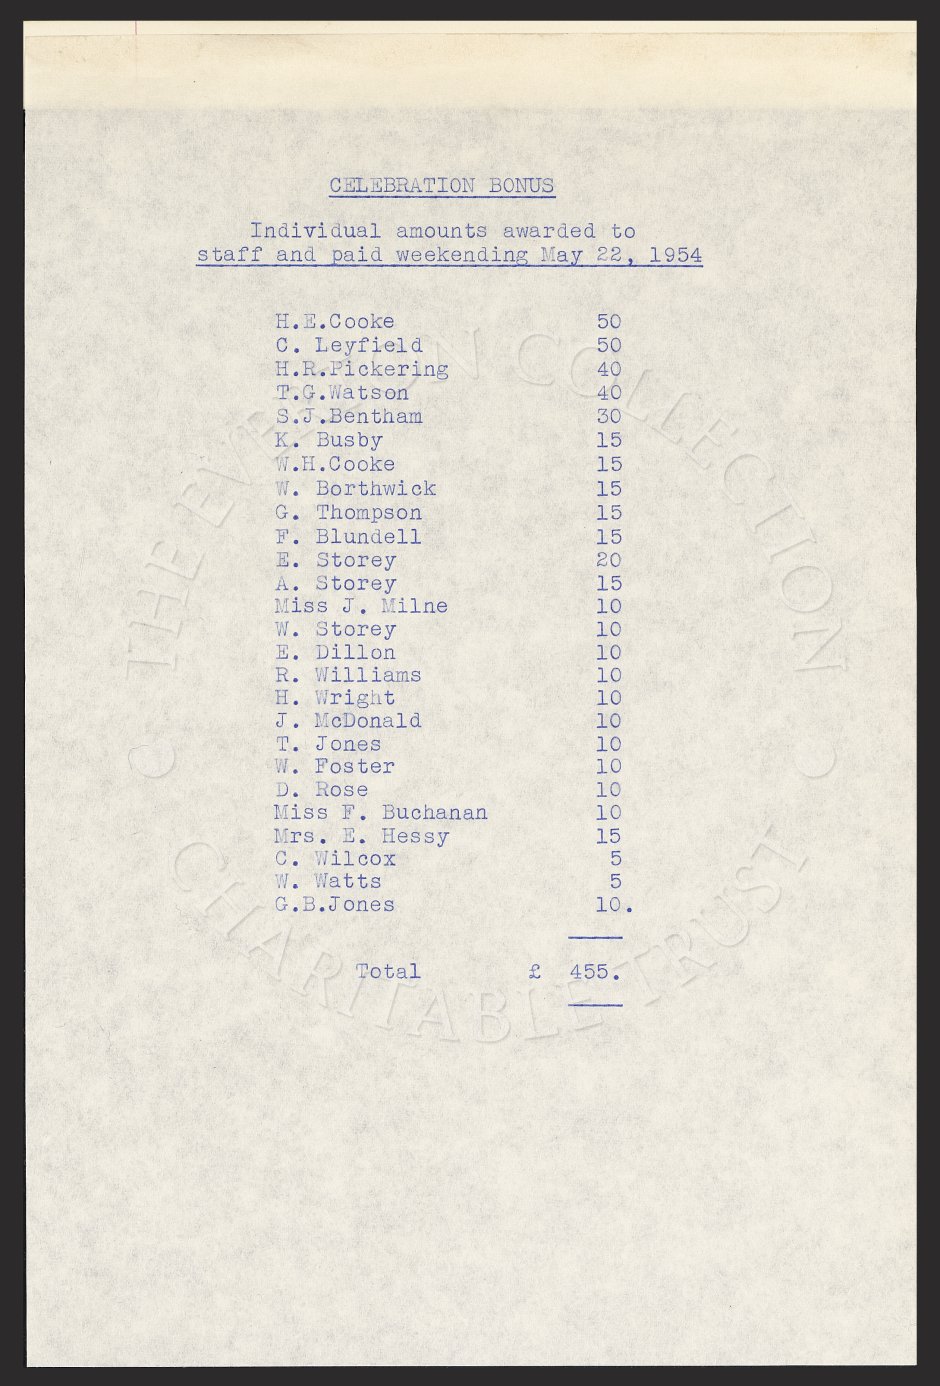 CELEBRATION BONUS
Individual amounts awarded to
staff and paid weekending May 22, 1954
H.E.Cooke 50
C. Leyfield 50
H.R.Pickering 40
T.G.Watson 40
S.J.Bentham 30
K. Busby 15
W.H.Cooke 15
W. Borthwick 15
G. Thompson 15
F. Blundell 15
E. Storey 20
A. Storey 15
Miss J. Milne 10
W. Storey 10
E. Dillon 10
R. Williams 10
H. Wright 10
J. McDonald 10
T. Jones 10
W. Foster 10
D. Rose 10
Miss F. Buchanan 10
Mrs. E. Hessy 15
C. Wilcox 5
W. Watts 5
G.B.Jones 10.
Total £ 455.
THE EVERTON COLLECTION
CHARITABLE TRUST